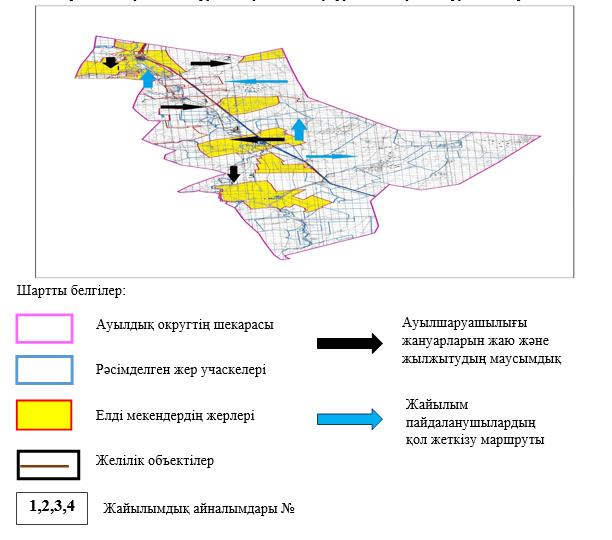 Шартты белгілер:
Ауылдық округтің шекарасы
Рәсімделген жер учаскелері
Елді мекендердің жерлері
Желілік объектілер
1,2,3,4
Жайылымдық айналымдары №
Ауылшаруашылығы
жануарларын жаю және
жылжытудың маусымдық
Жайылым
пайдаланушылардың
қол жеткізу маршруты